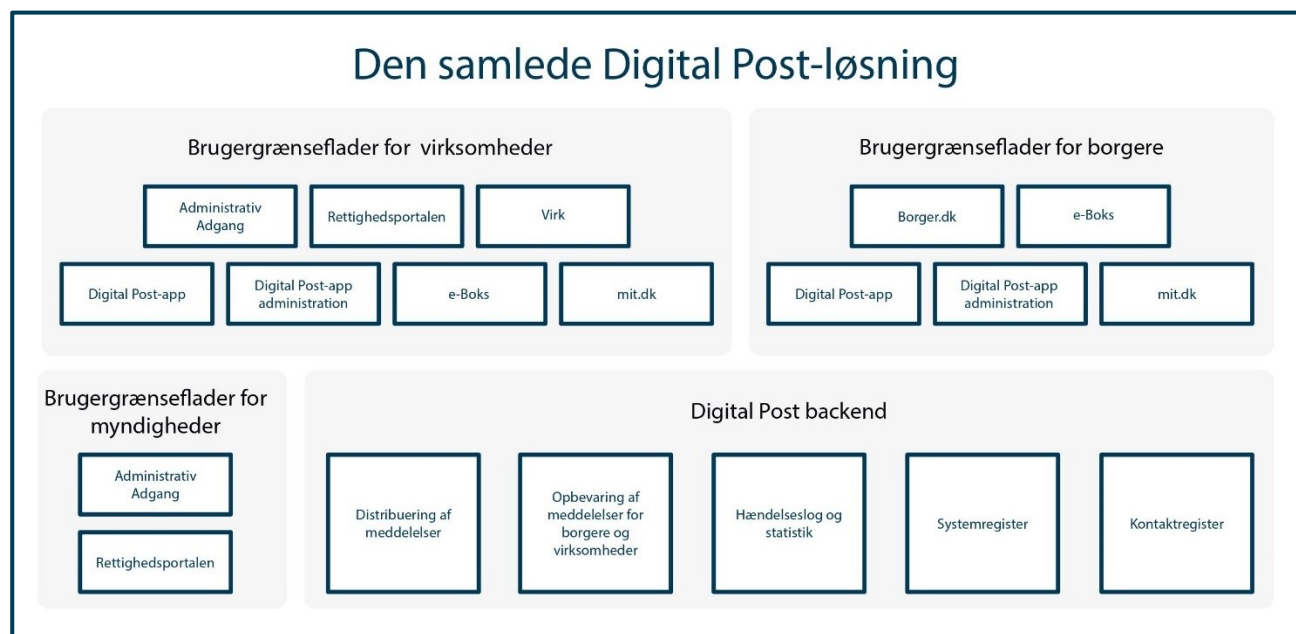 Den samlede Digital Post-løsning
Brugergrænseflader for virksomheder
Administrativ
Adgang
Rettighedsportalen
Virk
Digital Post-app
Digital Post-app
administration
e-Boks
mit.dk
Brugergrænseflader for borgere
Borger.dk
e-Boks
Digital Post-app
Digital Post-app
administration
mit.dk
Brugergrænseflader for
myndigheder
Administrativ
Adgang
Rettighedsportalen
Digital Post backend
Distribuering af
meddelelser
Opbevaring af
meddelelser for
borgere og
virksomheder
Hændelseslog og
statistik
Systemregister
Kontaktregister